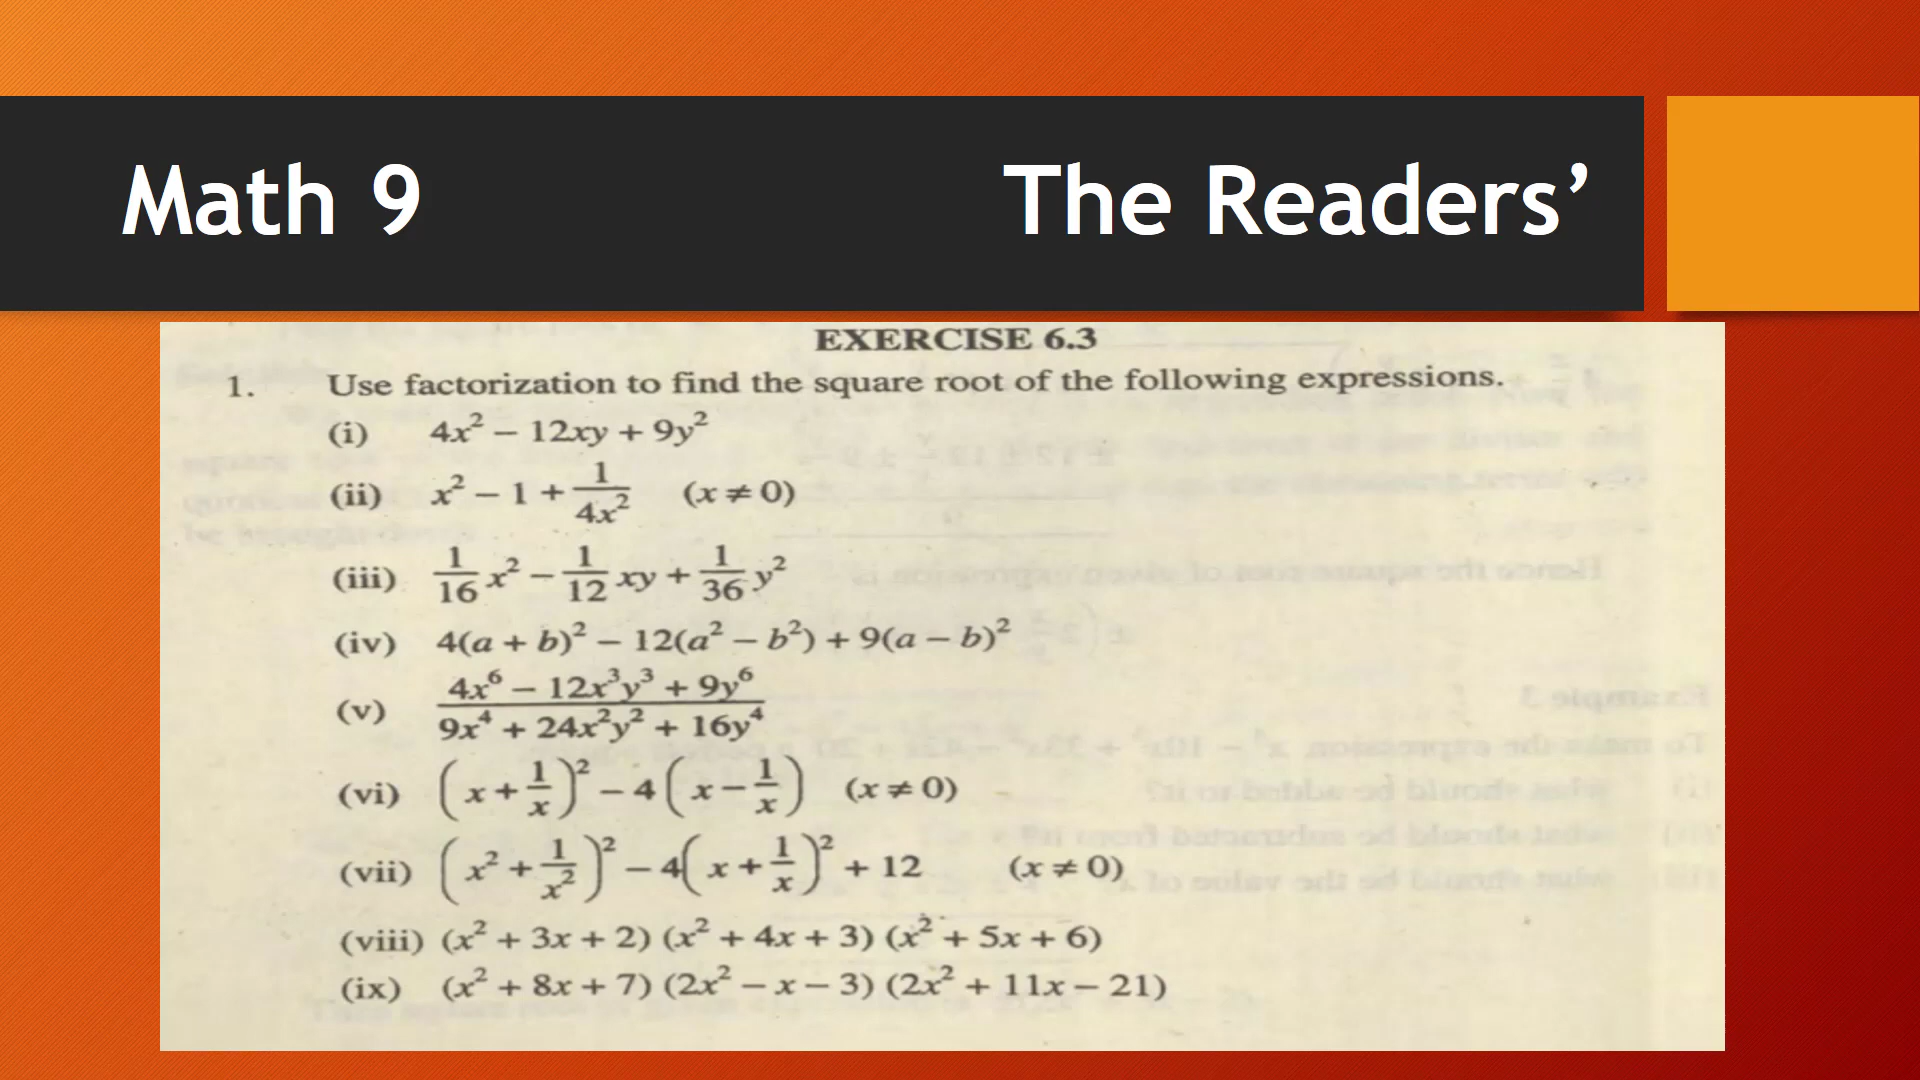 Math 9 The Readers’
EXERCISE 6.3
1. Use factorization to find the square root of the following expressions.
(i) 4x² – 12xy + 9y²
(ii) x² – 1 + 1/4x² (x ≠ 0)
(iii) 1/16 x² – 1/12 xy + 1/36 y²
(iv) 4(a + b)² – 12(a² – b²) + 9(a – b)²
(v) 4x⁶ – 12x³y³ + 9y⁶ / 9x⁴ + 24x²y² + 16y⁴
(vi) (x + 1/x)² – 4 (x – 1/x) (x ≠ 0)
(vii) (x² + 1/x²)² – 4(x + 1/x)² + 12 (x ≠ 0)
(viii) (x² + 3x + 2) (x² + 4x + 3) (x² + 5x + 6)
(ix) (x² + 8x + 7) (2x² – x – 3) (2x² + 11x – 21)